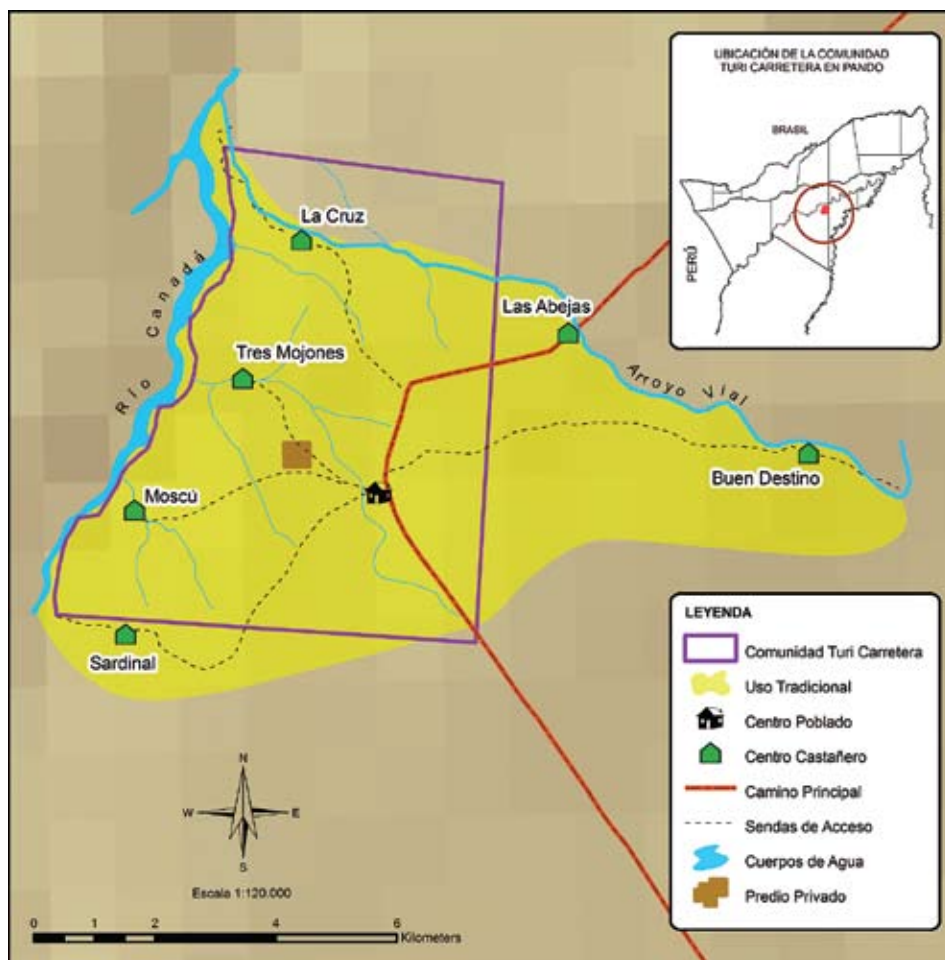 UBICACIÓN DE LA COMUNIDAD
TURI CARRETERA EN PANDO
BRASIL
PERÚ
La Cruz
Río Canadá
Las Abejas
Tres Mojones
Arroyo Vial
Buen Destino
Moscú
Sardinal
LEYENDA
Comunidad Turi Carretera
Uso Tradicional
Centro Poblado
Centro Castañero
Camino Principal
Sendas de Acceso
Cuerpos de Agua
Predio Privado
N
W E
S
Escala 1:120.000
0 1 2 4 6
Kilometers